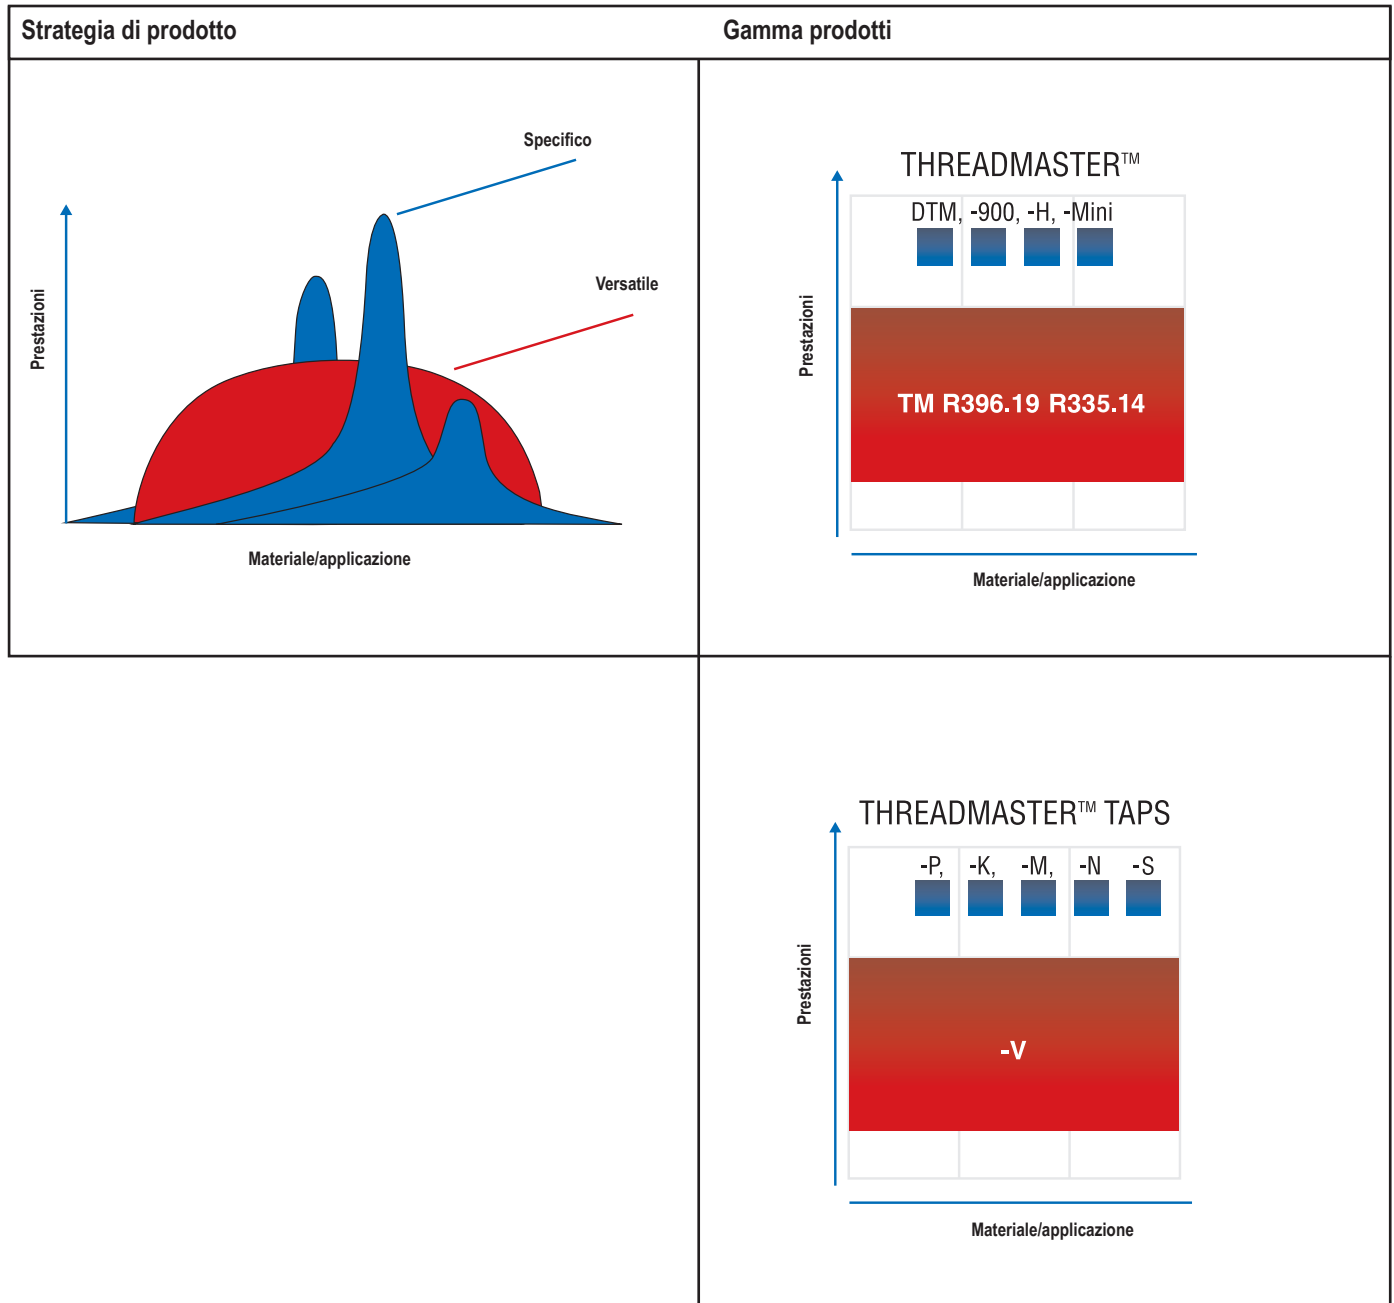 Strategia di prodotto
Gamma prodotti
Specifico
Versatile
Prestazioni
Materiale/applicazione
THREADMASTER™
DTM, -900, -H, -Mini
Prestazioni
TM R396.19 R335.14
Materiale/applicazione
THREADMASTER™ TAPS
-P, -K, -M, -N -S
Prestazioni
-V
Materiale/applicazione